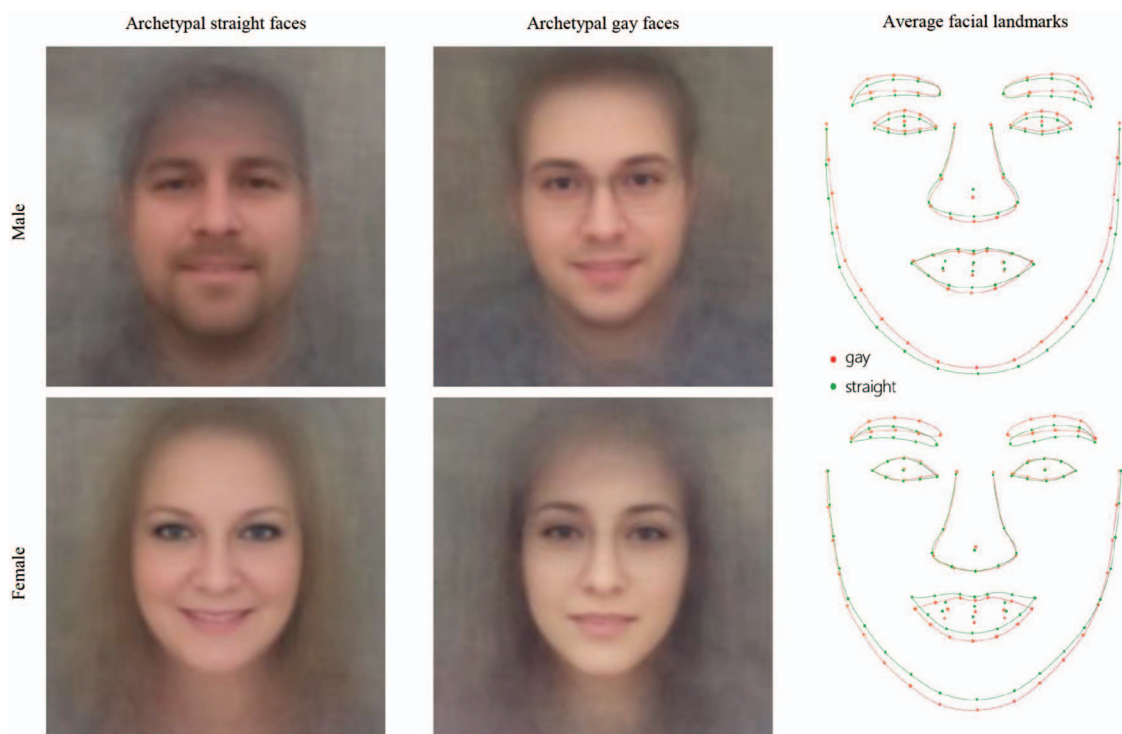 Archetypal straight faces
Archetypal gay faces
Average facial landmarks
Male
gay
straight
Female